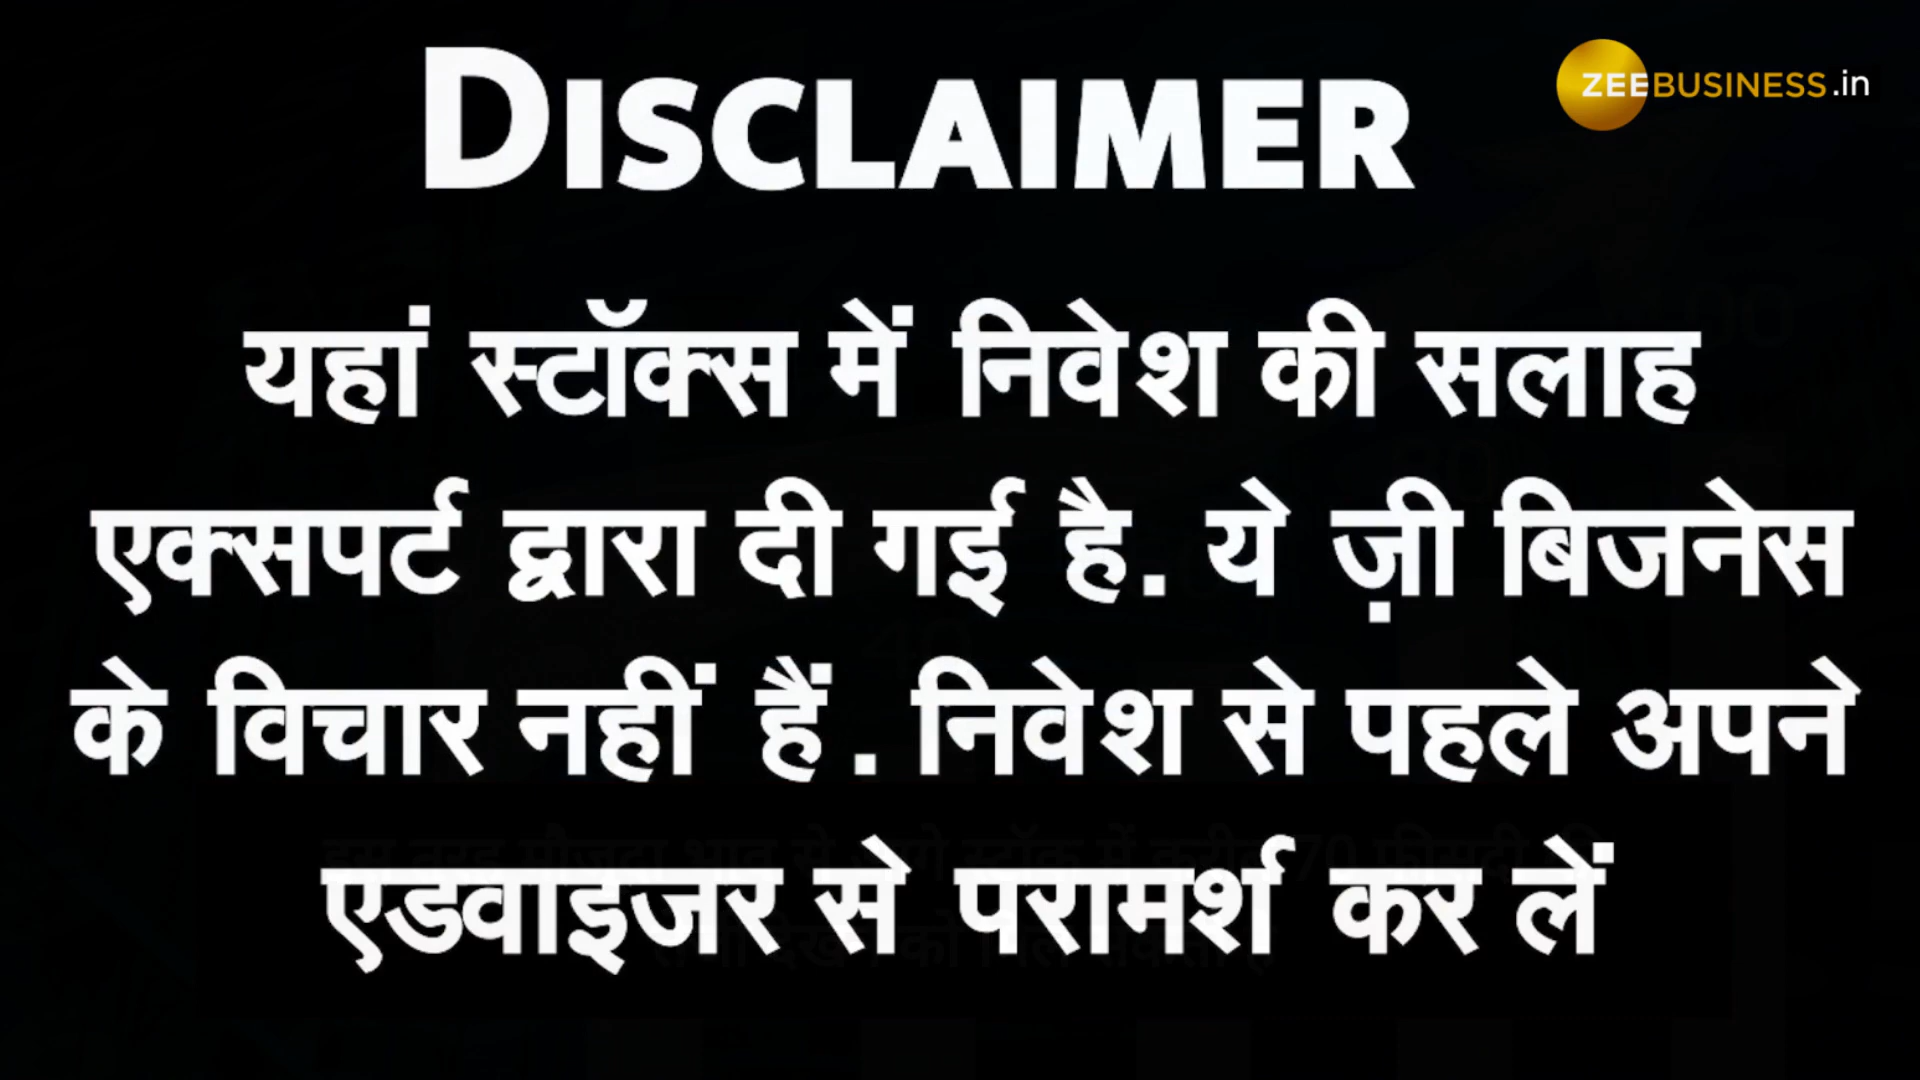 DISCLAIMER
ZEEBUSINESS.in
यहां स्टॉक्स में निवेश की सलाह
एक्सपर्ट द्वारा दी गई है. ये ज़ी बिजनेस
के विचार नहीं हैं . निवेश से पहले अपने
एडवाइजर से परामर्श कर लें